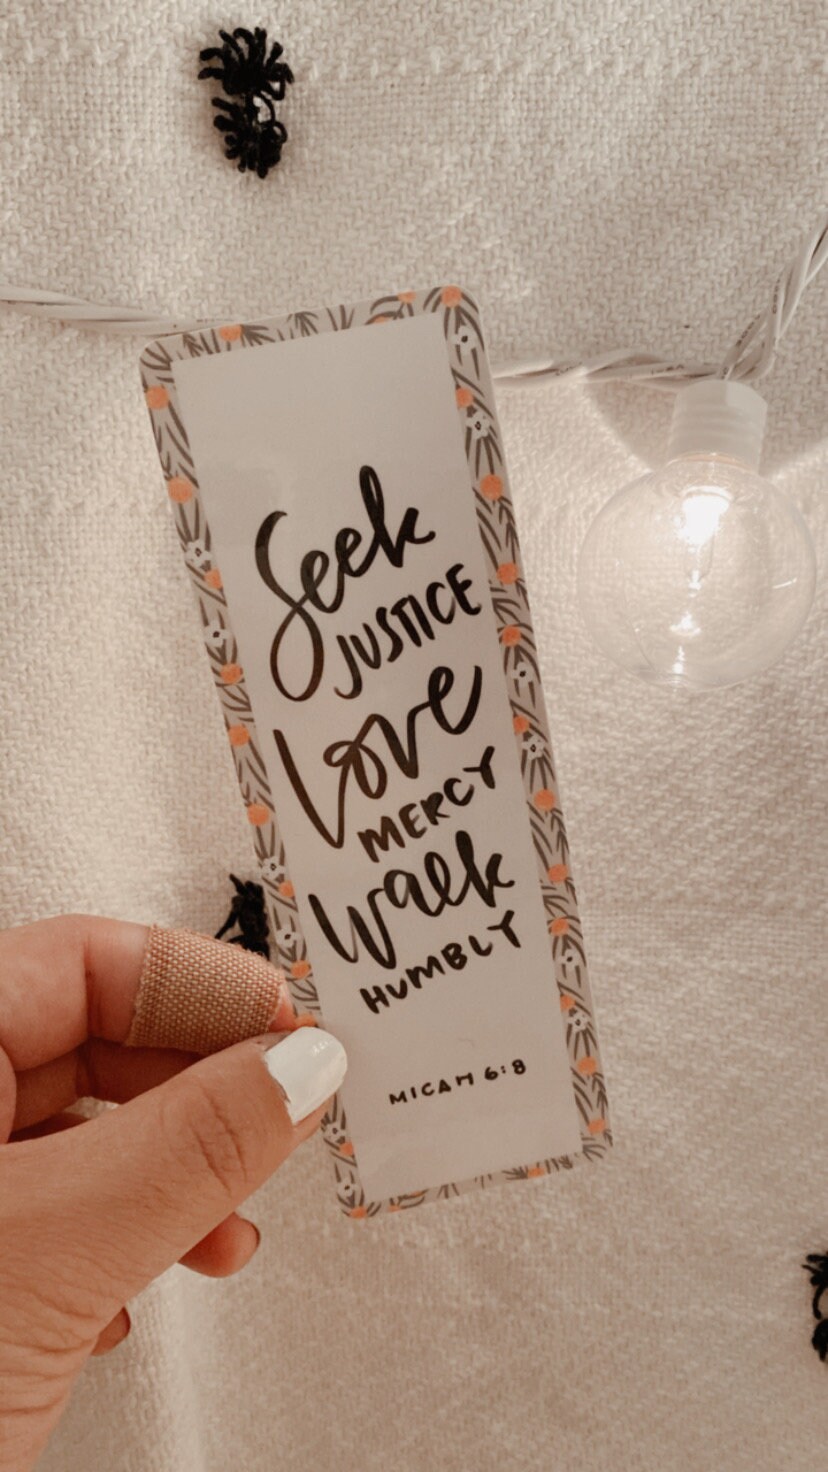 Seek
JUSTICE
Love
MERCY
Walk
HUMBLY
MICAH 6:8